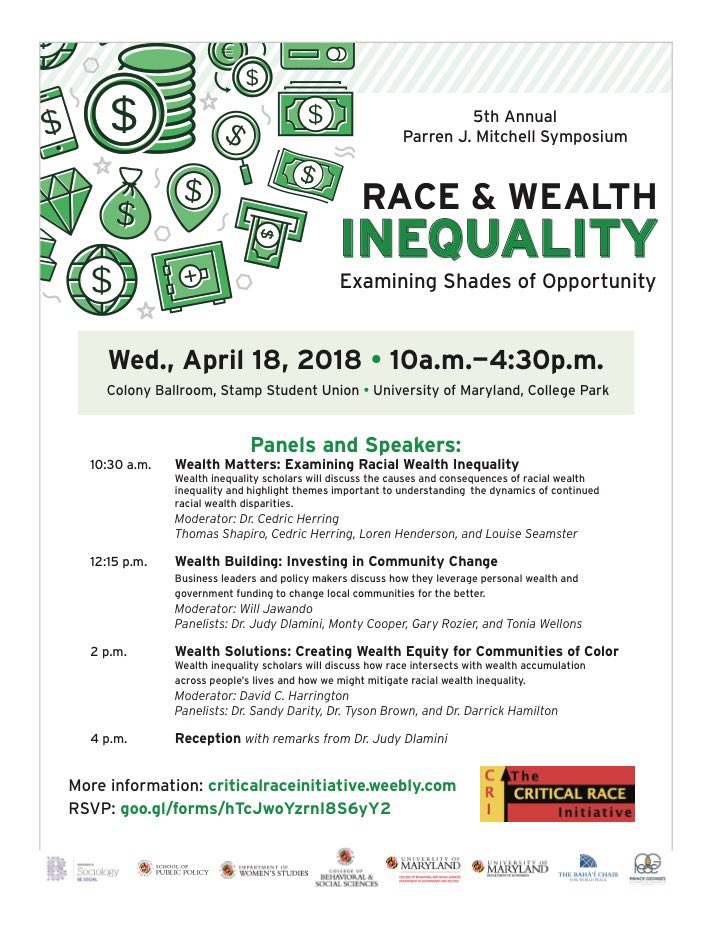 5th Annual
Parren J. Mitchell Symposium
RACE & WEALTH
INEQUALITY
Examining Shades of Opportunity
Wed., April 18, 2018 • 10a.m.–4:30p.m.
Colony Ballroom, Stamp Student Union • University of Maryland, College Park
Panels and Speakers:
10:30 a.m. Wealth Matters: Examining Racial Wealth Inequality
Wealth inequality scholars will discuss the causes and consequences of racial wealth
inequality and highlight themes important to understanding the dynamics of continued
racial wealth disparities.
Moderator: Dr. Cedric Herring
Thomas Shapiro, Cedric Herring, Loren Henderson, and Louise Seamster
12:15 p.m. Wealth Building: Investing in Community Change
Business leaders and policy makers discuss how they leverage personal wealth and
government funding to change local communities for the better.
Moderator: Will Jawando
Panelists: Dr. Judy Dlamini, Monty Cooper, Gary Rozier, and Tonia Wellons
2 p.m. Wealth Solutions: Creating Wealth Equity for Communities of Color
Wealth inequality scholars will discuss how race intersects with wealth accumulation
across people's lives and how we might mitigate racial wealth inequality.
Moderator: David C. Harrington
Panelists: Dr. Sandy Darity, Dr. Tyson Brown, and Dr. Darrick Hamilton
4 p.m. Reception with remarks from Dr. Judy Dlamini
More information: criticalraceinitiative.weebly.com
RSVP: goo.gl/forms/hTcJwoYzrnI8S6yY2
CRI
The
CRITICAL RACE
Initiative
Sociology
BE SOCIAL
SCHOOL OF
PUBLIC POLICY
DEPARTMENT OF
WOMEN'S STUDIES
COLLEGE OF
BEHAVIORAL &
SOCIAL SCIENCES
UNIVERSITY OF
MARYLAND
UNIVERSITY OF
MARYLAND
DEPARTMENT OF ECONOMICS
THE BAHÁ'Í CHAIR
FOR WORLD PEACE
PRINCE GEORGE'S